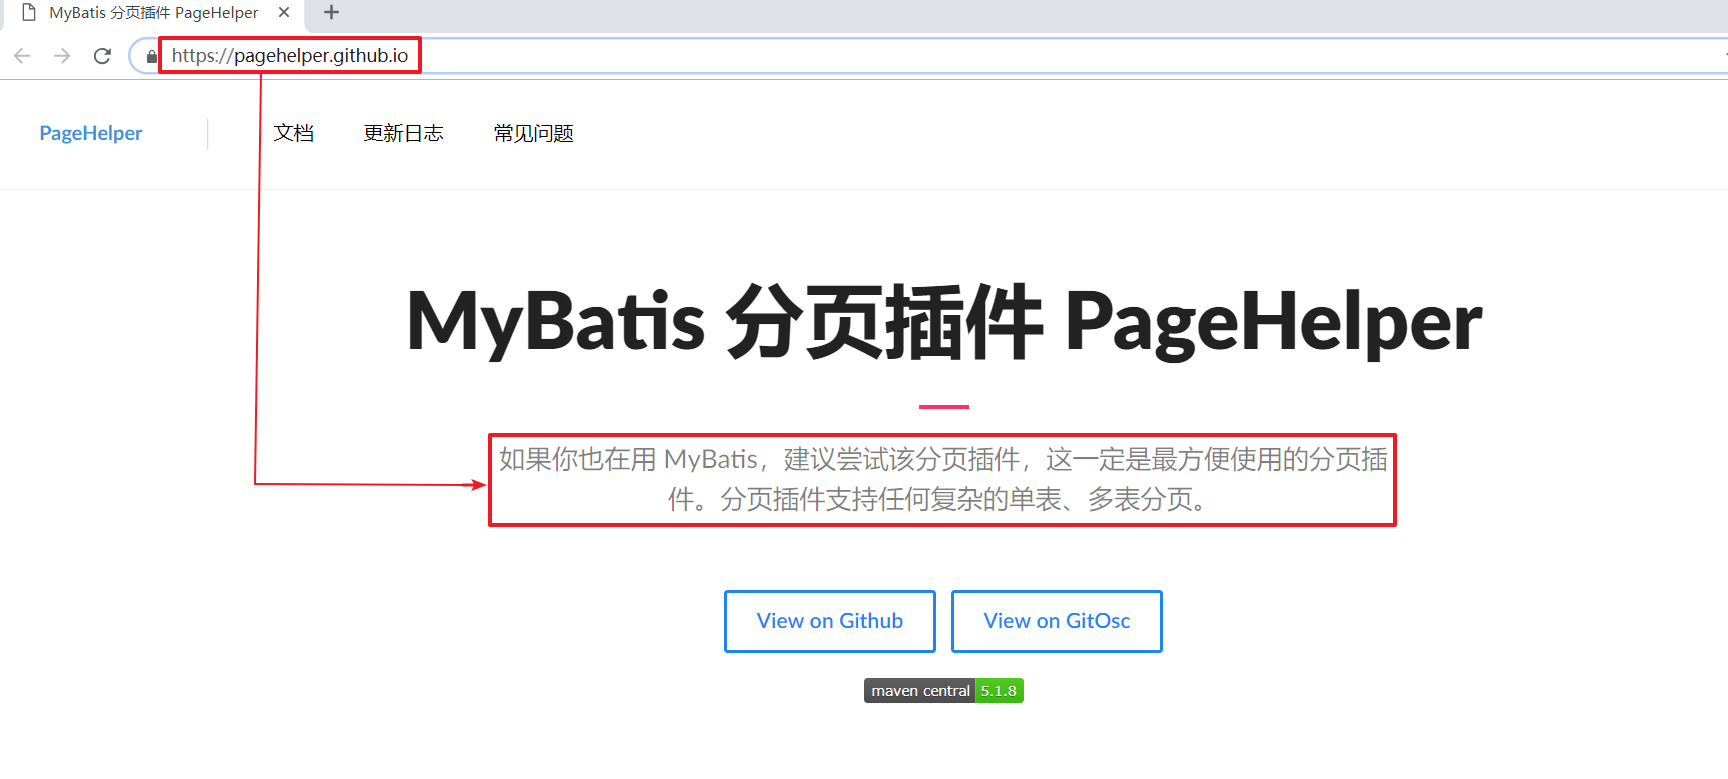 MyBatis 分页插件 PageHelper
https://pagehelper.github.io
PageHelper
文档
更新日志
常见问题
MyBatis 分页插件 PageHelper
如果你也在用 MyBatis，建议尝试该分页插件，这一定是最方便使用的分页插
件。分页插件支持任何复杂的单表、多表分页。
View on Github
View on GitOsc
maven central 5.1.8